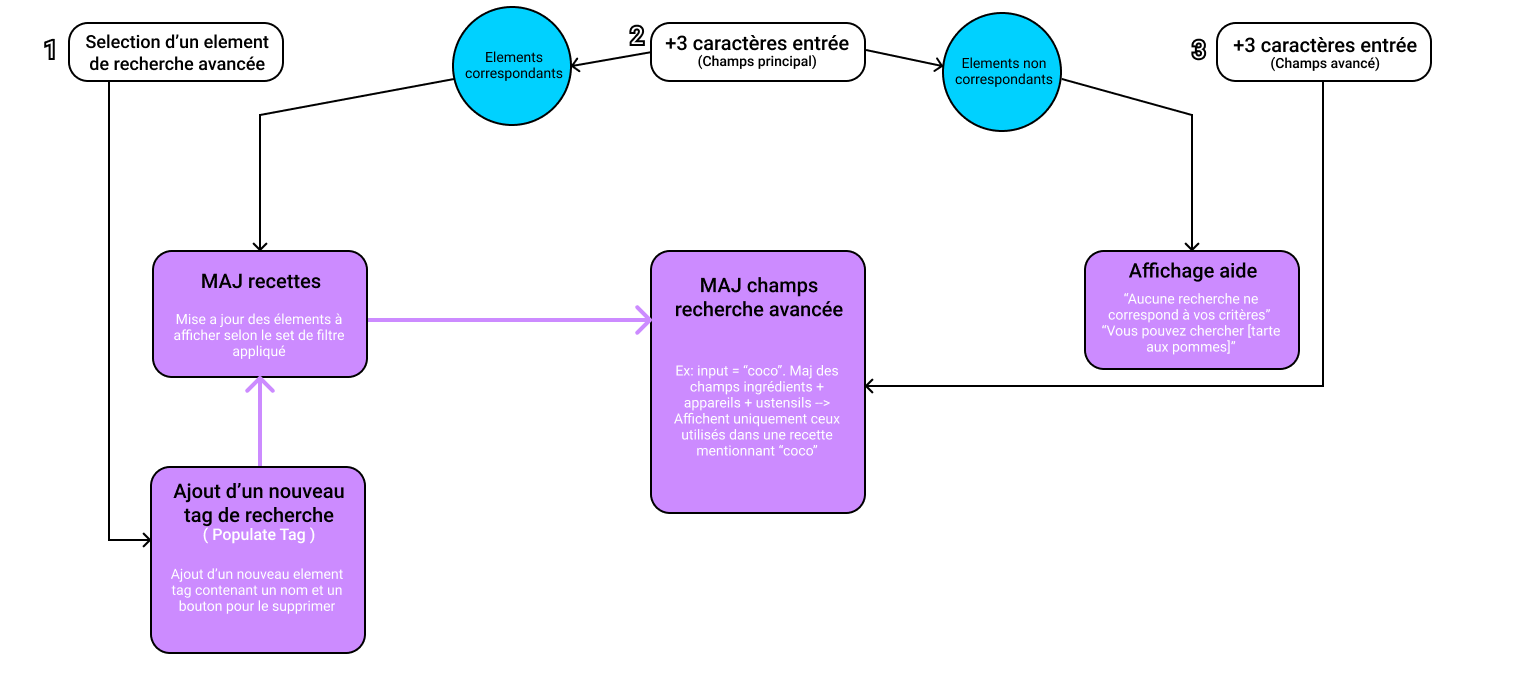 1
Selection d’un element
de recherche avancée
Elements
correspondants
2
+3 caractères entrée
(Champs principal)
Elements non
correspondants
3
+3 caractères entrée
(Champs avancé)
MAJ recettes
Mise a jour des élements à
afficher selon le set de filtre
appliqué
MAJ champs
recherche avancée
Ex: input = “coco”. Maj des
champs ingrédients +
appareils + ustensils -->
Affichent uniquement ceux
utilisés dans une recette
mentionnant “coco”
Affichage aide
“Aucune recherche ne
correspond à vos critères”
“Vous pouvez chercher [tarte
aux pommes]”
Ajout d’un nouveau
tag de recherche
( Populate Tag )
Ajout d’un nouveau element
tag contenant un nom et un
bouton pour le supprimer